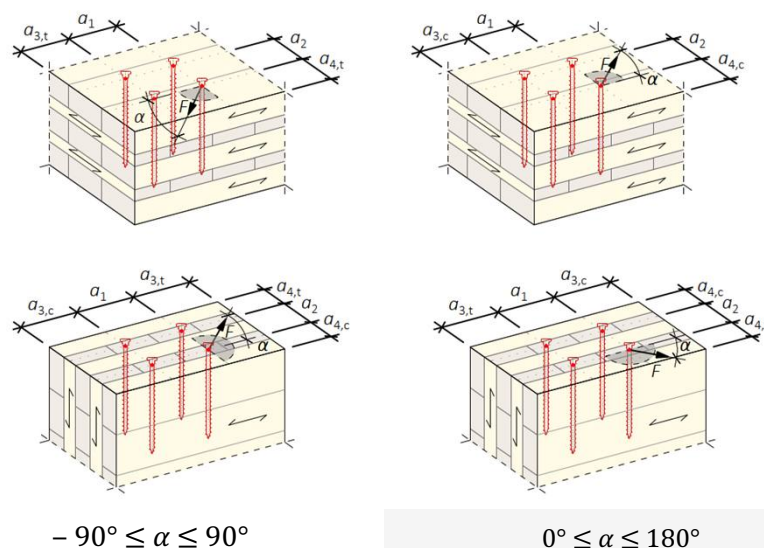 a3,t
a1
a2
a4,t
α
F
a3,c
a1
a2
a4,c
F
α
a3,c
a1
a3,t
a4,t
a2
a4,c
F
α
a3,t
a1
a3,c
a4,c
a2
a4,
α
F
− 90° ≤ α ≤ 90°
0° ≤ α ≤ 180°